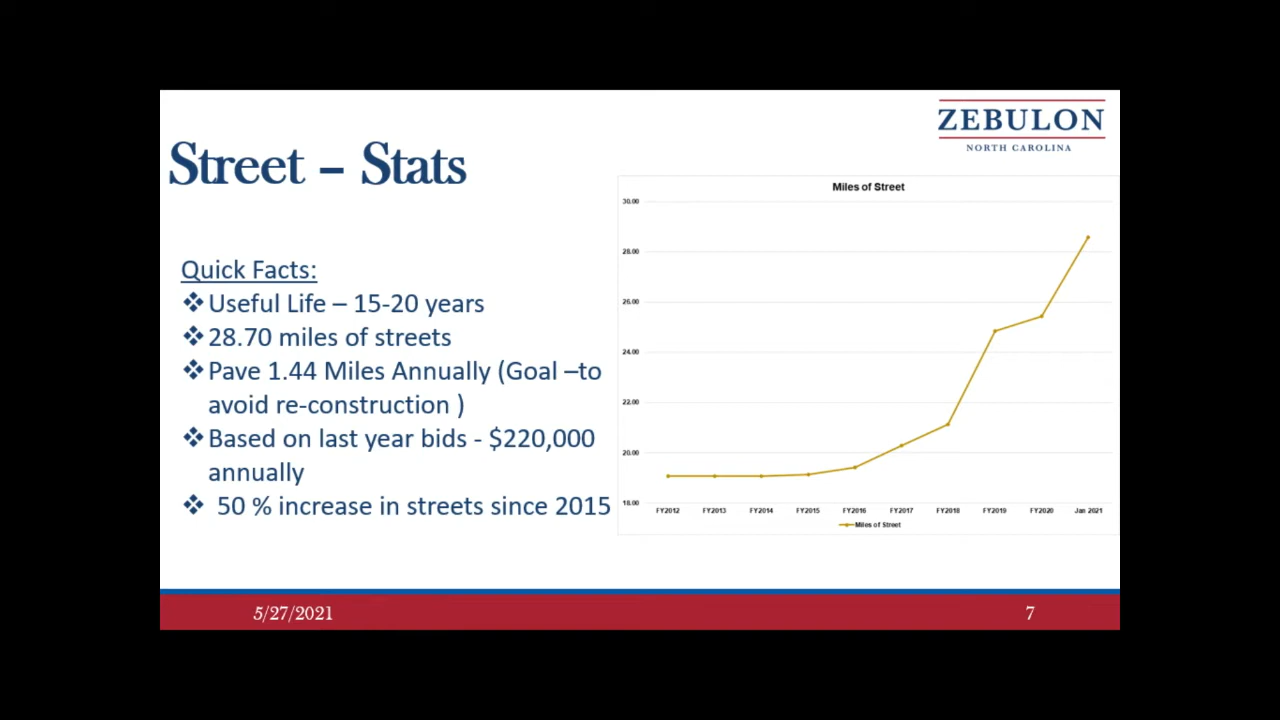 ZEBULON
NORTH CAROLINA
Street – Stats
Quick Facts:
❖Useful Life – 15-20 years
❖28.70 miles of streets
❖Pave 1.44 Miles Annually (Goal –to
avoid re-construction )
❖Based on last year bids - $220,000
annually
❖ 50 % increase in streets since 2015
Miles of Street
30.00
28.00
26.00
24.00
22.00
20.00
18.00
FY2012 FY2013 FY2014 FY2015 FY2016 FY2017 FY2018 FY2019 FY2020 Jan 2021
Miles of Street
5/27/2021 7